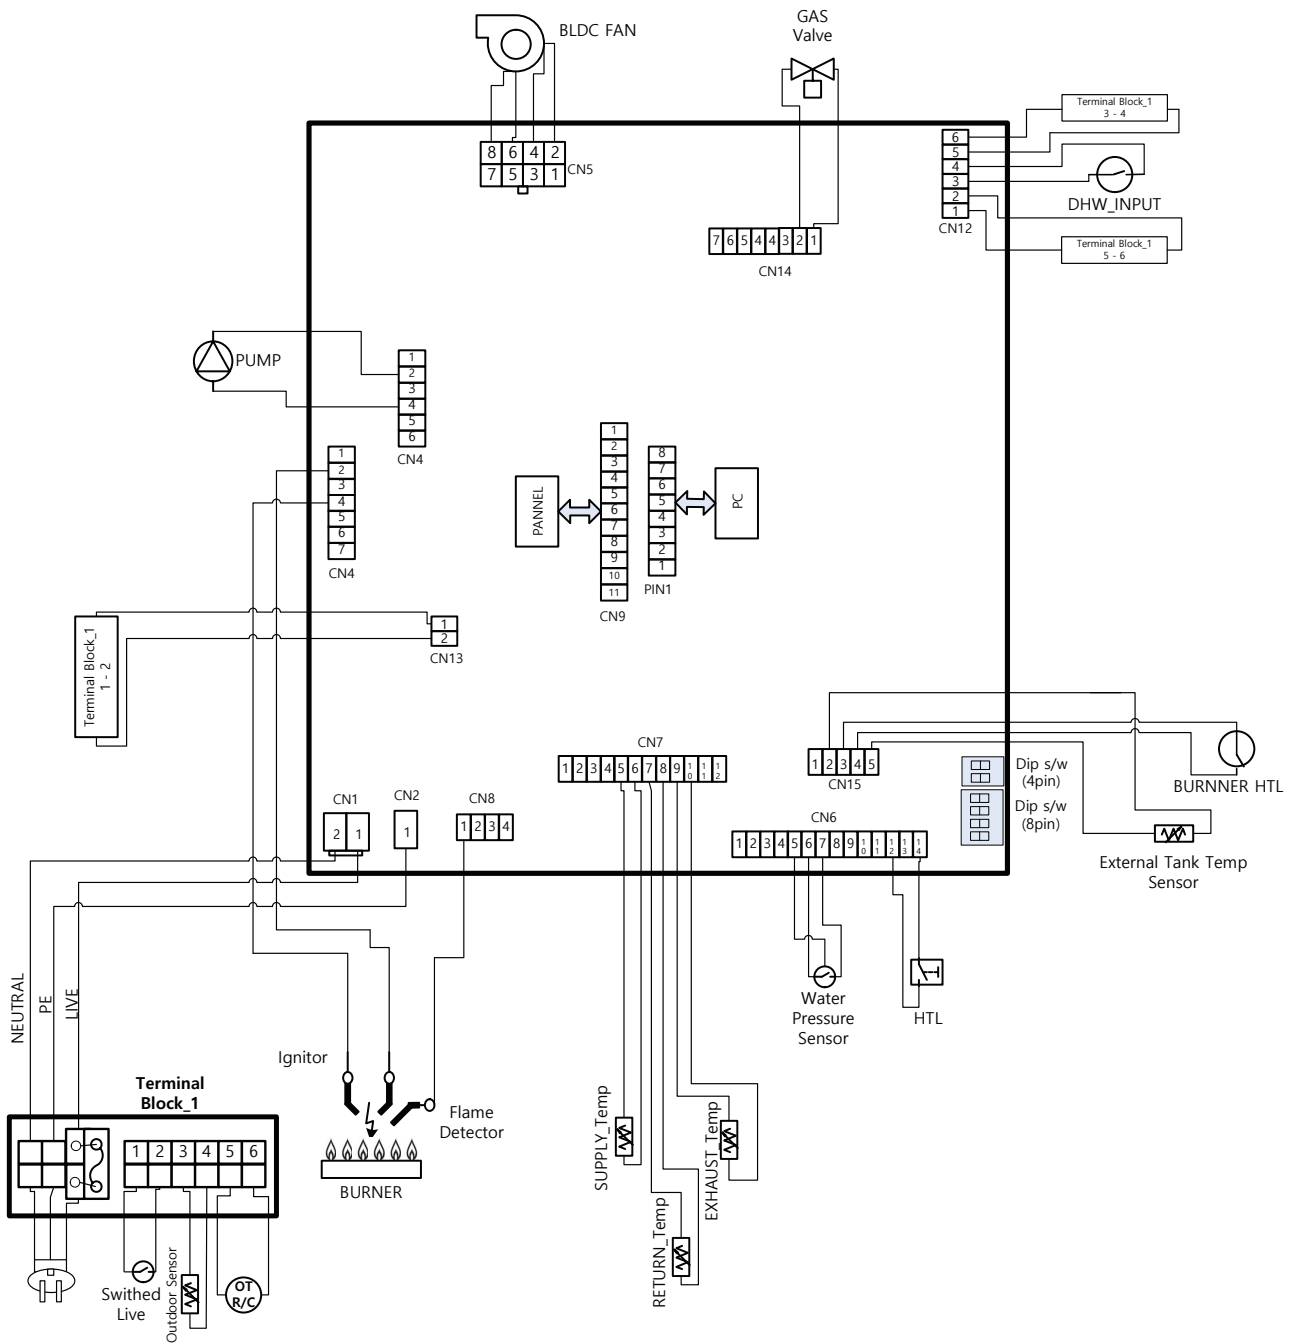 BLDC FAN
GAS
Valve
8 6 4 2
7 5 3 1
CN5
Terminal Block_1
3 - 4
6
5
4
3
2
1
CN12
DHW_INPUT
Terminal Block_1
5 - 6
7 6 5 4 4 3 2 1
CN14
PUMP
1
2
3
4
5
6
CN4
1
2
3
4
5
6
7
CN4
PANNEL
1
2
3
4
5
6
7
8
9
10
11
CN9
8
7
6
5
4
3
2
1
PIN1
PC
Terminal Block_1
1 - 2
1
2
CN13
CN7
1 2 3 4 5 6 7 8 9 10 11 12
1 2 3 4 5
CN15
Dip s/w
(4pin)
Dip s/w
(8pin)
BURNNER HTL
External Tank Temp
Sensor
CN1
2 1
CN2
1
CN8
1 2 3 4
CN6
1 2 3 4 5 6 7 8 9 10 11 12 13 14
NEUTRAL
PE
LIVE
Water
Pressure
Sensor
HTL
Ignitor
Flame
Detector
BURNER
SUPPLY_Temp
RETURN_Temp
EXHAUST_Temp
Terminal
Block_1
1 2 3 4 5 6
Swithed
Live
Outdoor Sensor
OT
R/C